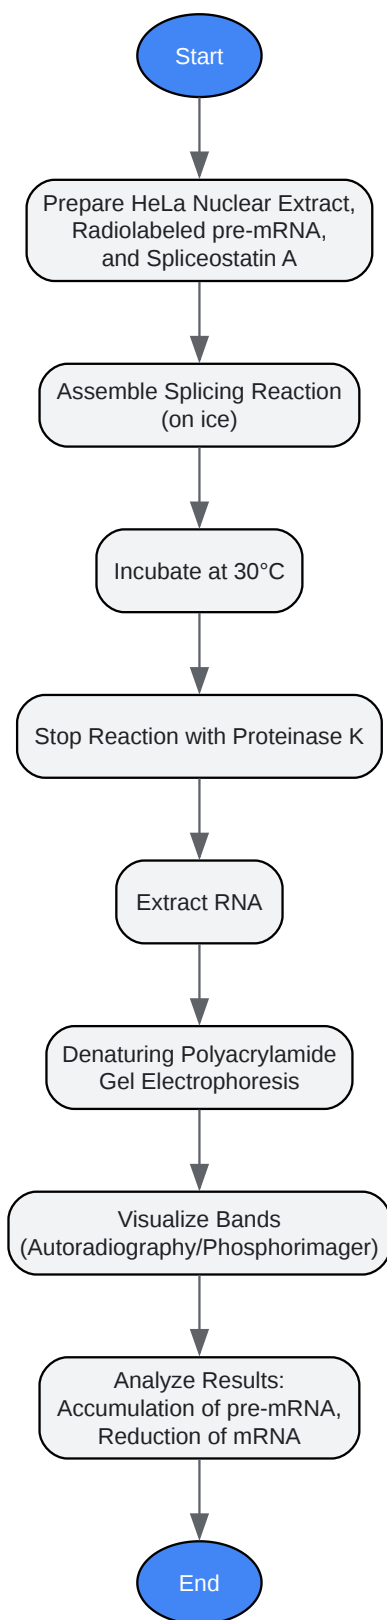 Start
Prepare HeLa Nuclear Extract,
Radiolabeled pre-mRNA,
and Spliceostatin A
Assemble Splicing Reaction
(on ice)
Incubate at 30°C
Stop Reaction with Proteinase K
Extract RNA
Denaturing Polyacrylamide
Gel Electrophoresis
Visualize Bands
(Autoradiography/Phosphorimager)
Analyze Results:
Accumulation of pre-mRNA,
Reduction of mRNA
End